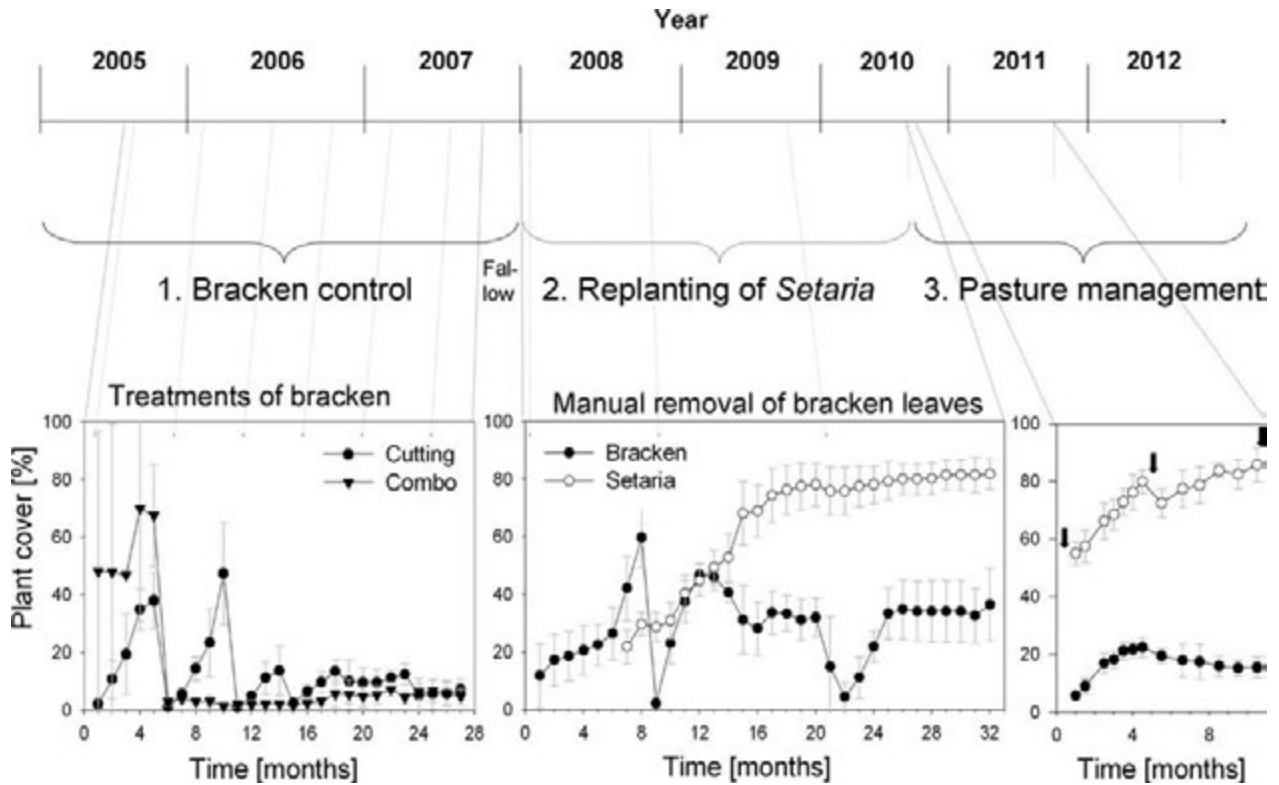 Year
2005 2006 2007 2008 2009 2010 2011 2012
1. Bracken control
Fal-
low
2. Replanting of Setaria
3. Pasture management
Treatments of bracken
Manual removal of bracken leaves
Plant cover [%]
100
80
60
40
20
0
Cutting
Combo
0 4 8 10 14 18 24 28
Time [months]
100
80
60
40
20
0
Bracken
Setaria
0 4 8 12 16 20 24 28 32
Time [months]
100
80
60
40
20
0
0 4 8
Time [months]